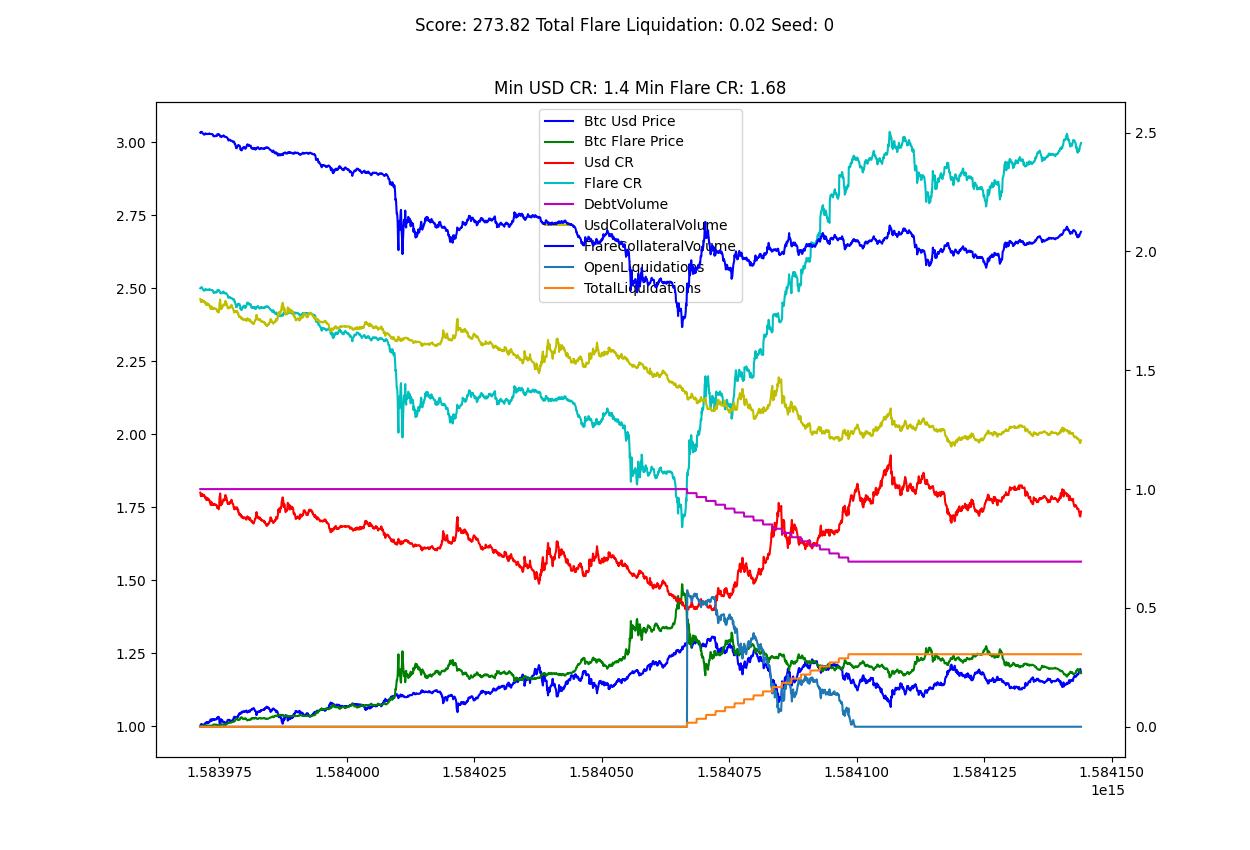 Score: 273.82 Total Flare Liquidation: 0.02 Seed: 0
Min USD CR: 1.4 Min Flare CR: 1.68
Btc Usd Price
Btc Flare Price
Usd CR
Flare CR
DebtVolume
UsdCollateralVolume
FlareCollateralVolume
OpenLiquidations
TotalLiquidations
3.00
2.75
2.50
2.25
2.00
1.75
1.50
1.25
1.00
2.5
2.0
1.5
1.0
0.5
0.0
1.583975 1.584000 1.584025 1.584050 1.584075 1.584100 1.584125 1.584150
1e15